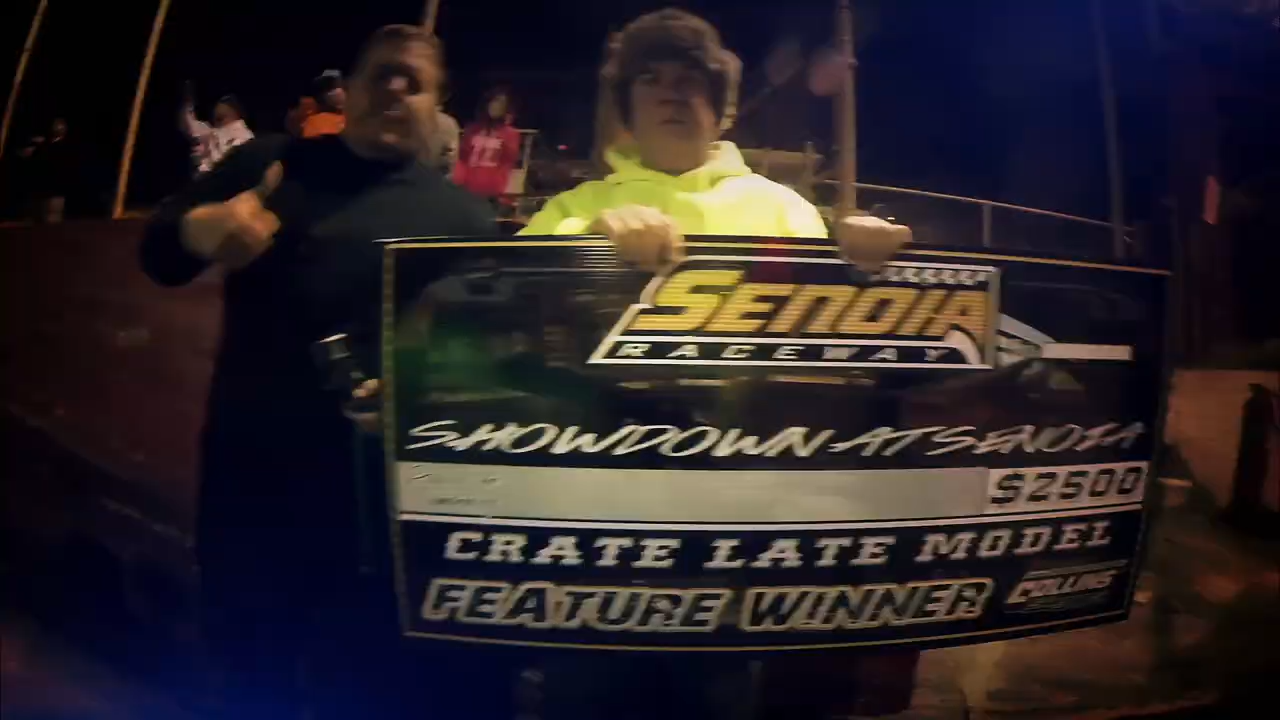 SENOIA
RACEWAY
SHOWDOWN AT SENOIA
$2500
CRATE LATE MODEL
FEATURE WINNER
COLLINS